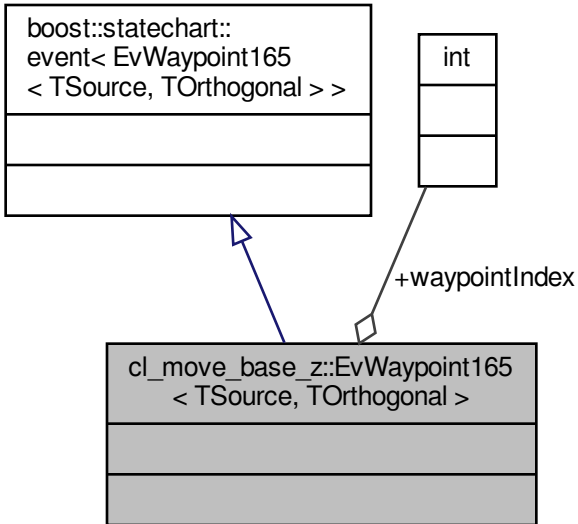 boost::statechart::
event< EvWaypoint165
< TSource, TOrthogonal > >
int
+waypointIndex
cl_move_base_z::EvWaypoint165
< TSource, TOrthogonal >